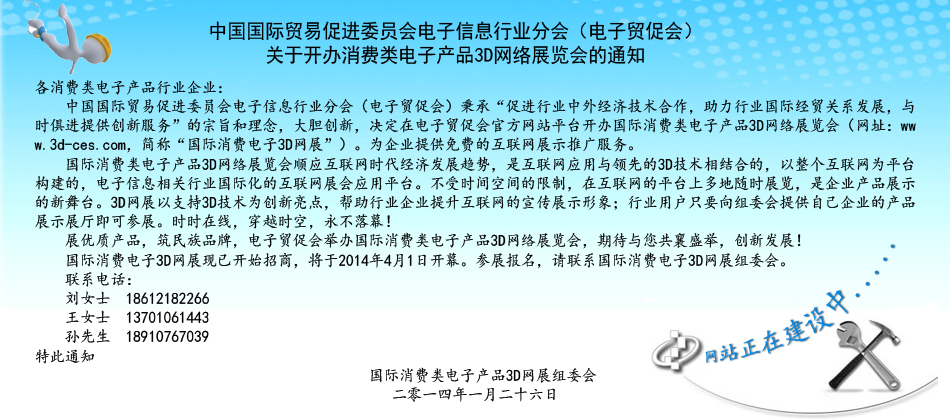 中国国际贸易促进委员会电子信息行业分会（电子贸促会）
关于开办消费类电子产品3D网络展览会的通知
各消费类电子产品行业企业：
中国国际贸易促进委员会电子信息行业分会（电子贸促会）秉承“促进行业中外经济技术合作，助力行业国际经贸关系发展，与
时俱进提供创新服务”的宗旨和理念，大胆创新，决定在电子贸促会官方网站平台开办国际消费类电子产品3D网络展览会（网址：ww
w.3d-ces.com，简称“国际消费电子3D网展”）。为企业提供免费的互联网展示推广服务。
国际消费类电子产品3D网络展览会顺应互联网时代经济发展趋势，是互联网应用与领先的3D技术相结合的，以整个互联网为平台
构建的，电子信息相关行业国际化的互联网展会应用平台。不受时间空间的限制，在互联网的平台上多地随时展览，是企业产品展示
的新舞台。3D网展以支持3D技术为创新亮点，帮助行业企业提升互联网的宣传展示形象；行业用户只要向组委会提供自己企业的产品
展示展厅即可参展。时时在线，穿越时空，永不落幕！
展优质产品，筑民族品牌，电子贸促会举办国际消费类电子产品3D网络展览会，期待与您共襄盛举，创新发展！
国际消费电子3D网展现已开始招商，将于2014年4月1日开幕。参展报名，请联系国际消费电子3D网展组委会。
联系电话：
刘女士 18612182266
王女士 13701061443
孙先生 18910767039
特此通知
国际消费类电子产品3D网展组委会
二零一四年一月二十六日
网站正在建设中.....